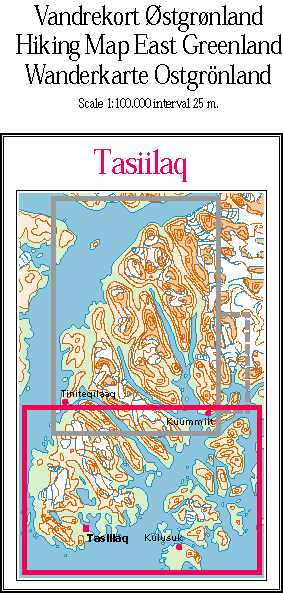 Vandrekort Østgrønland
Hiking Map East Greenland
Wanderkarte Ostgrönland
Scale 1:100.000 interval 25 m.
Tasiilaq
Tiniteqilaaq
Kuummiit
Tasiilaq
Kulusuk